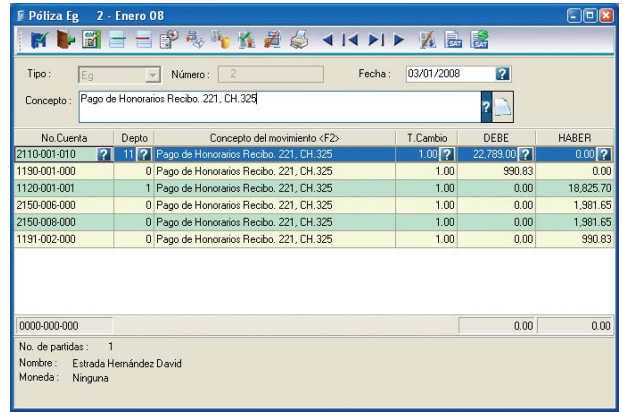 Póliza Eg 2 - Enero 08
SAT SAT
Tipo : Eg Número : 2 Fecha : 03/01/2008 ?
Concepto : Pago de Honorarios Recibo. 221, CH.325 ?
No.Cuenta Depto Concepto del movimiento <F2> T.Cambio DEBE HABER
2110-001-010 ? 11 ? Pago de Honorarios Recibo. 221, CH.325 1.00 ? 22,789.00 ? 0.00 ?
1190-001-000 0 Pago de Honorarios Recibo. 221, CH.325 1.00 990.83 0.00
1120-001-001 1 Pago de Honorarios Recibo. 221, CH.325 1.00 0.00 18,825.70
2150-006-000 0 Pago de Honorarios Recibo. 221, CH.325 1.00 0.00 1,981.65
2150-008-000 0 Pago de Honorarios Recibo. 221, CH.325 1.00 0.00 1,981.65
1191-002-000 0 Pago de Honorarios Recibo. 221, CH.325 1.00 0.00 990.83
0000-000-000 0.00 0.00
No. de partidas : 1
Nombre : Estrada Hernández David
Moneda : Ninguna